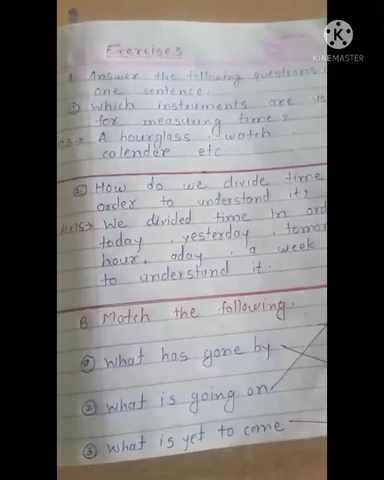 KINEMASTER
Exercises
A Answer the following questions
one sentence.
① Which instruments are us
for measuring time?
A hourglass, watch,
calender etc.
② How do we divide time
order to understand it?
Ans→ We divided time in ord
today, yesterday, tomor
hour, aday, a week
to understand it.
B. Match the following.
① What has gone by
② What is going on
③ What is yet to come